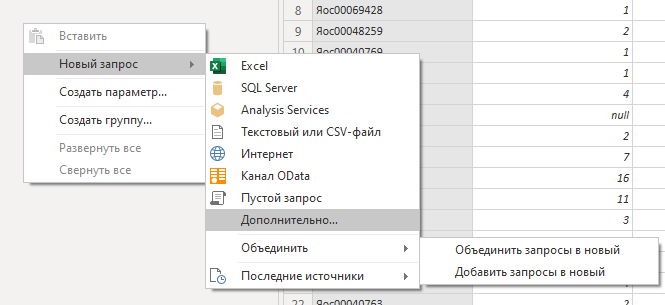 8 Яос00069428 1
Вставить
9 Яос00048259 2
10 Яос00040769 1
Новый запрос
Excel
1
SQL Server
Создать параметр...
4
Analysis Services
null
Создать группу...
Текстовый или CSV-файл
2
Развернуть все
Интернет
7
Свернуть все
Канал OData
16
Пустой запрос
11
Дополнительно...
3
Объединить
Объединить запросы в новый
Последние источники
Добавить запросы в новый
22 Яос00040763 2